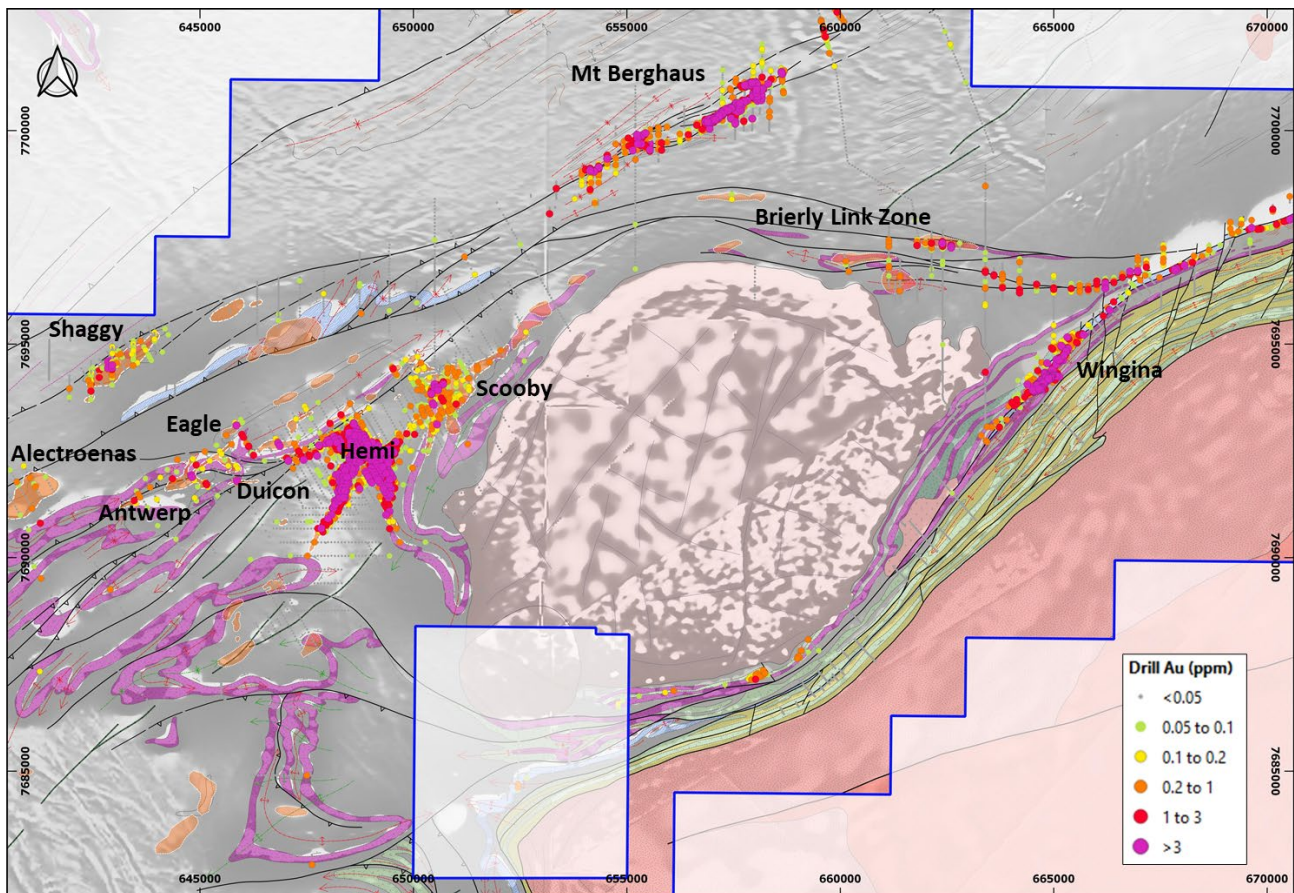 645000
650000
655000
660000
665000
670000
N
Mt Berghaus
7700000
7700000
Brierly Link Zone
Shaggy
7695000
7695000
Wingina
Scooby
Eagle
Hemi
Alectroenas
Duicon
Antwerp
7690000
7690000
Drill Au (ppm)
<0.05
0.05 to 0.1
0.1 to 0.2
0.2 to 1
1 to 3
>3
7685000
7685000
645000
650000
655000
660000
665000
670000